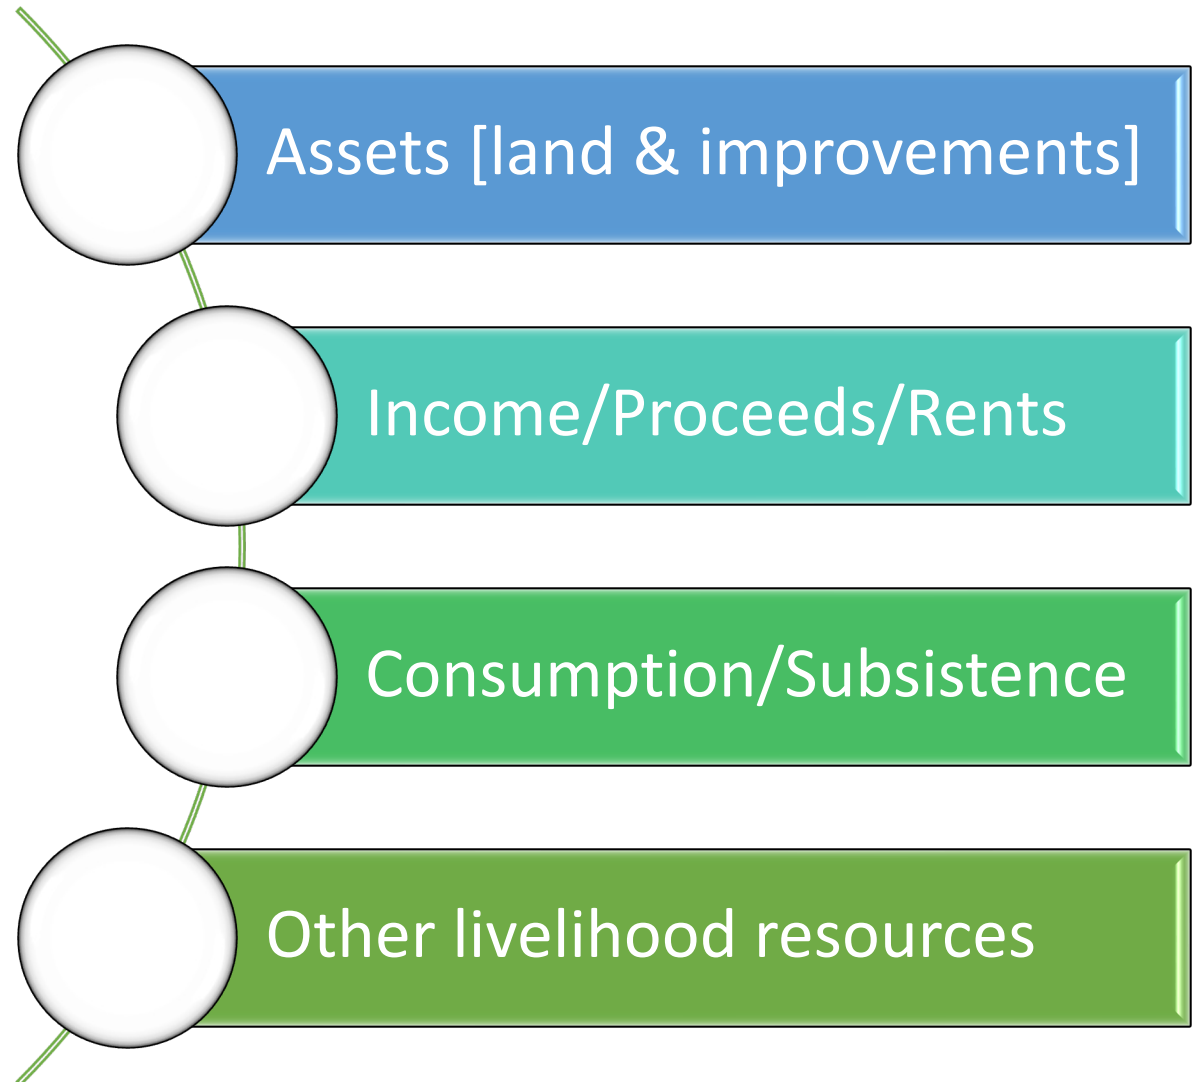 Assets [land & improvements]
Income/Proceeds/Rents
Consumption/Subsistence
Other livelihood resources